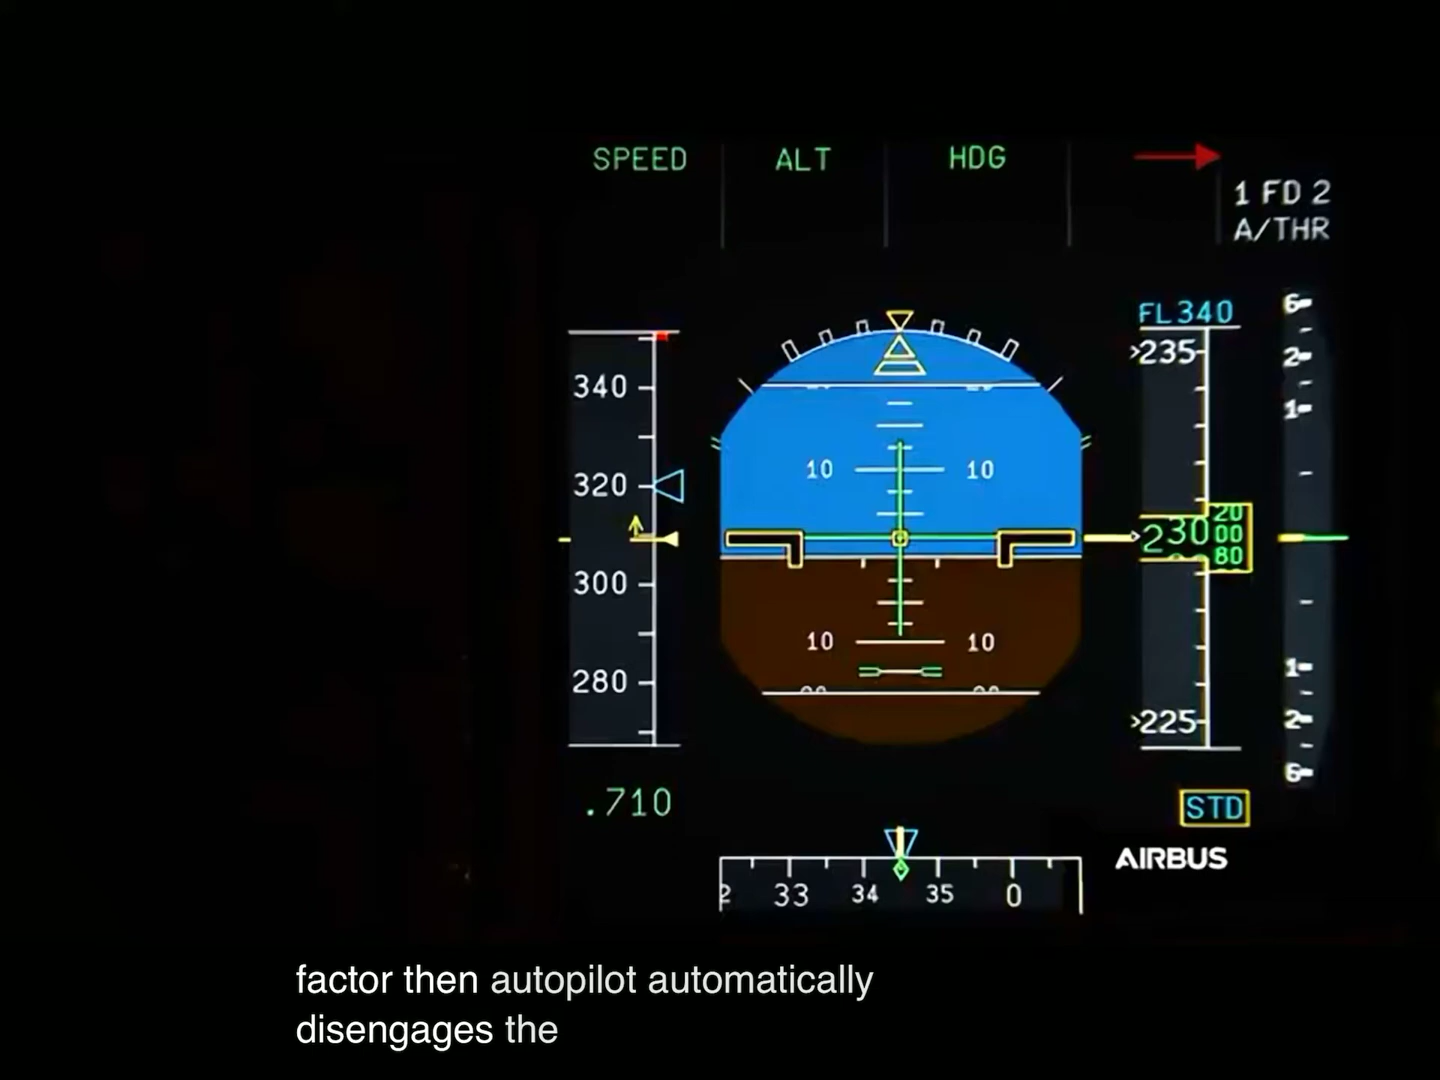 SPEED ALT HDG
1 FD 2
A/THR
FL340
6
2
1
235
340
320
300
280
10 10
10 10
230
20
00
80
225
1
2
6
.710
STD
AIRBUS
33 34 35 0
factor then autopilot automatically
disengages the